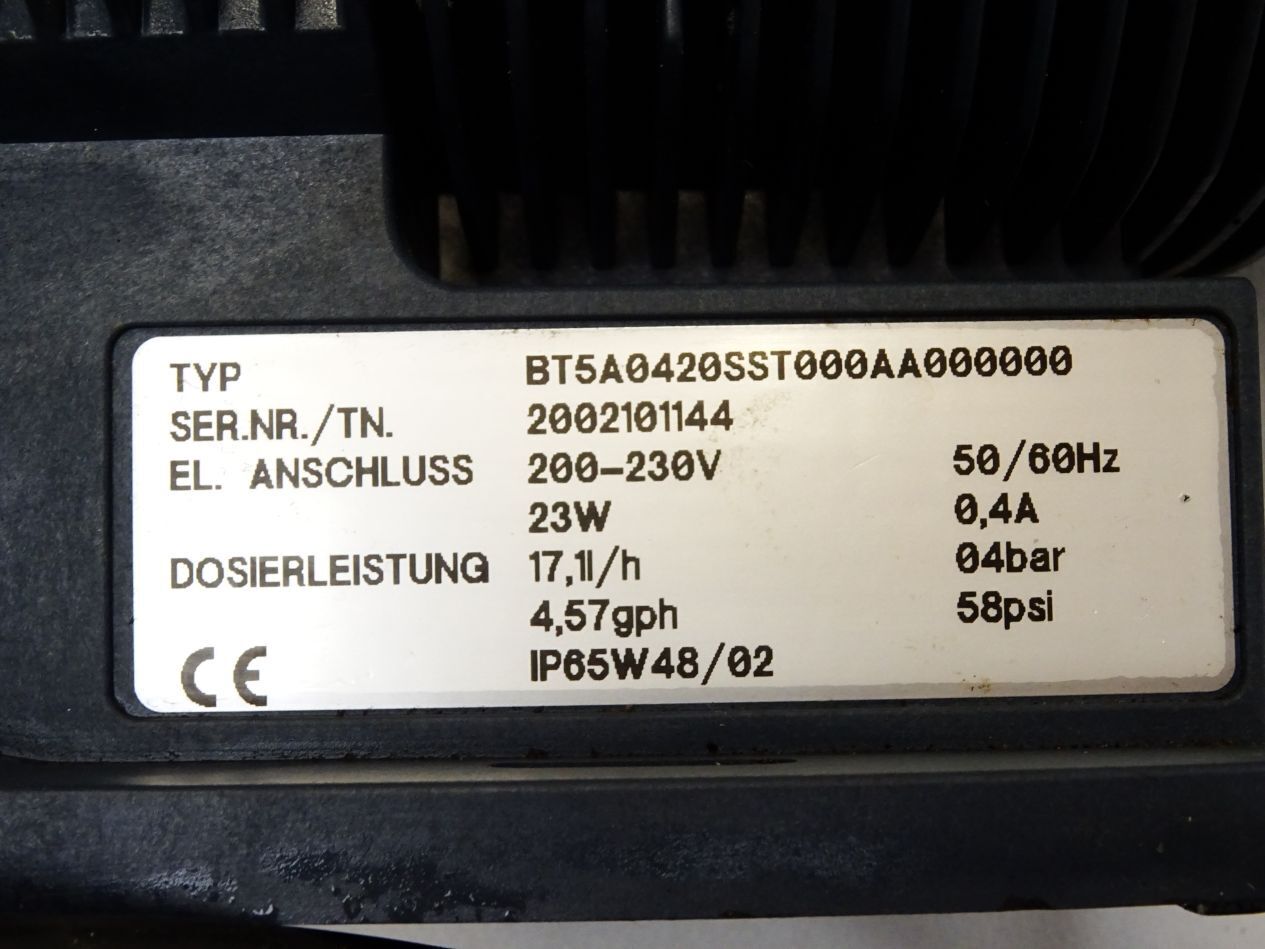 TYP BT5A0420SST000AA000000
SER.NR./TN. 2002101144
EL. ANSCHLUSS 200-230V 50/60Hz
23W 0,4A
DOSIERLEISTUNG 17,1l/h 04bar
4,57gph 58psi
CE IP65W48/02